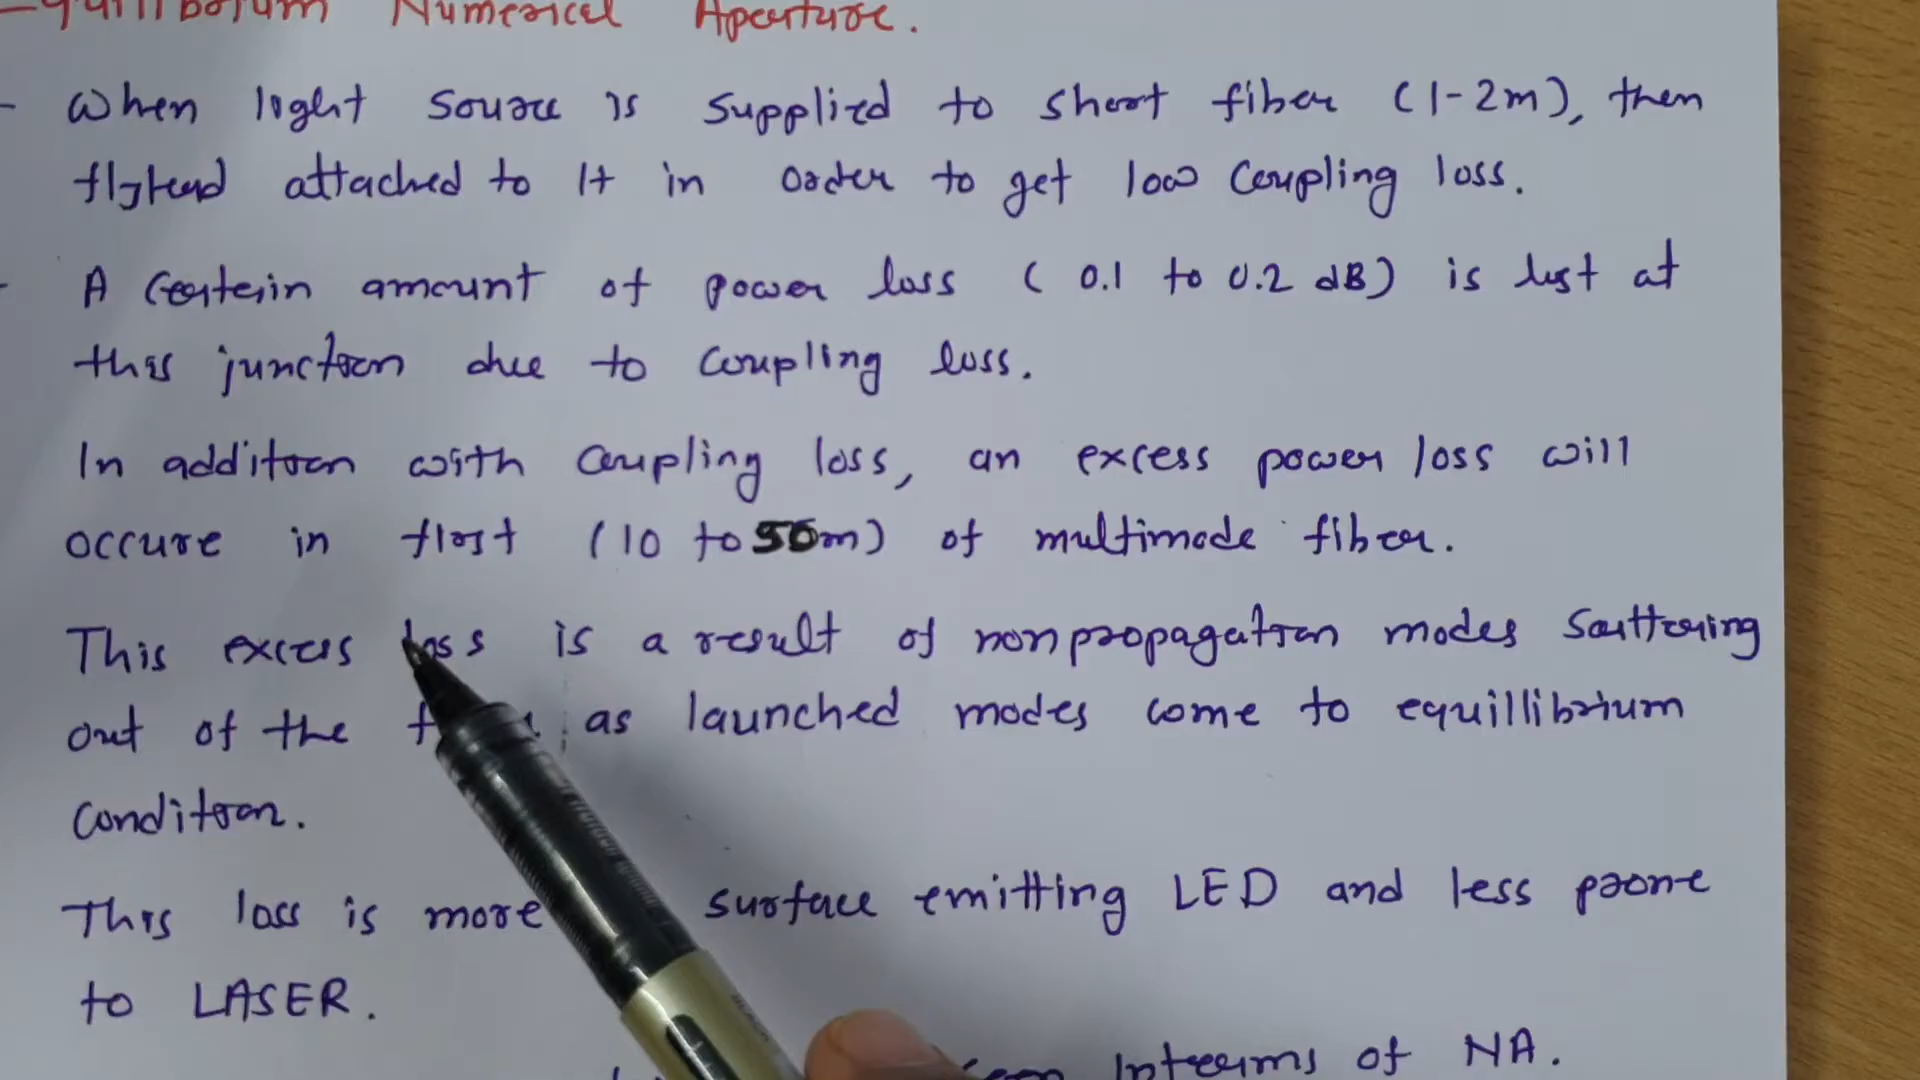 Equilibrium Numerical Aperture.
- When light source is supplied to short fiber (1-2m), then
flylead attached to it in order to get low coupling loss.
- A certain amount of power loss (0.1 to 0.2 dB) is lost at
this junction due to coupling loss.
In addition with coupling loss, an excess power loss will
occure in first (10 to 50m) of multimode fiber.
This excess loss is a result of nonpropagation modes scattering
out of the as launched modes come to equillibrium
condition.
This loss is more surface emitting LED and less prone
to LASER.
interms of NA.